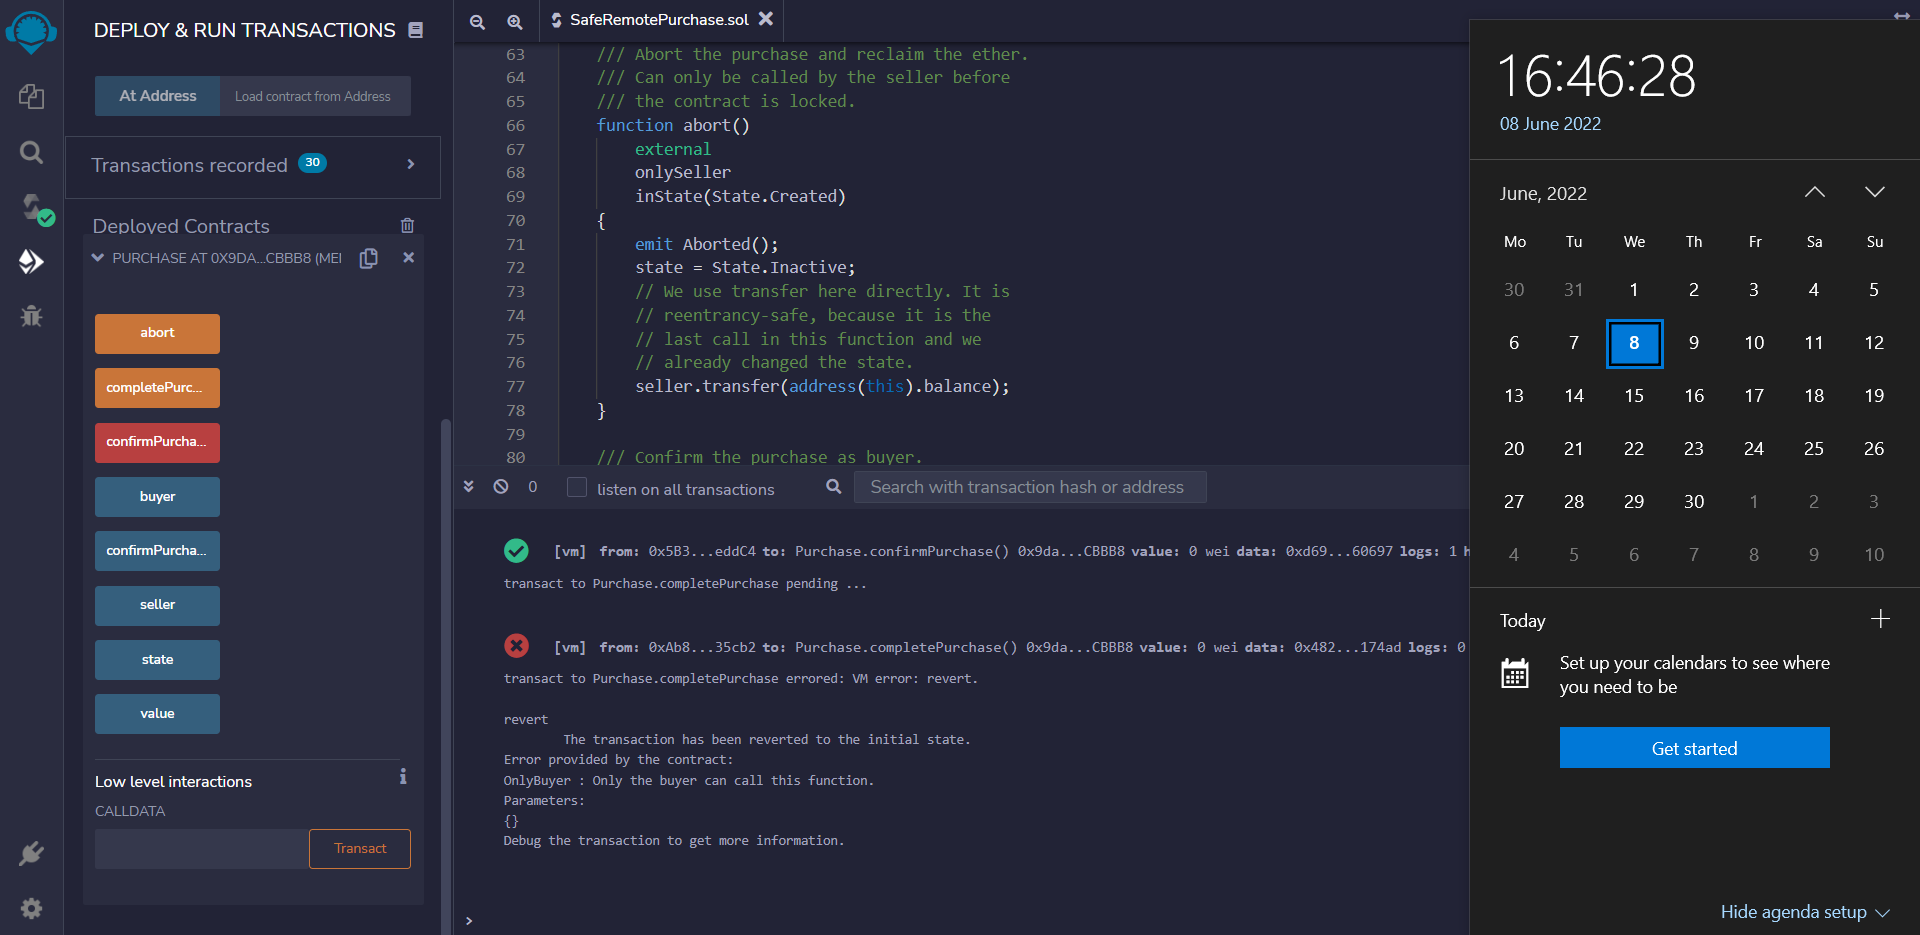 DEPLOY & RUN TRANSACTIONS
At Address
Load contract from Address
Transactions recorded 30
Deployed Contracts
PURCHASE AT 0X9DA...CBBB8 (MEI
abort
completePurc...
confirmPurcha...
buyer
confirmPurcha...
seller
state
value
Low level interactions
CALLDATA
Transact
SafeRemotePurchase.sol
63 /// Abort the purchase and reclaim the ether.
64 /// Can only be called by the seller before
65 /// the contract is locked.
66 function abort()
67 external
68 onlySeller
69 inState(State.Created)
70 {
71 emit Aborted();
72 state = State.Inactive;
73 // We use transfer here directly. It is
74 // reentrancy-safe, because it is the
75 // last call in this function and we
76 // already changed the state.
77 seller.transfer(address(this).balance);
78 }
79
80 /// Confirm the purchase as buyer.
0 listen on all transactions Search with transaction hash or address
[vm] from: 0x5B3...eddC4 to: Purchase.confirmPurchase() 0x9da...CBBB8 value: 0 wei data: 0xd69...60697 logs: 1 h
transact to Purchase.completePurchase pending ...
[vm] from: 0xAb8...35cb2 to: Purchase.completePurchase() 0x9da...CBBB8 value: 0 wei data: 0x482...174ad logs: 0
transact to Purchase.completePurchase errored: VM error: revert.
revert
The transaction has been reverted to the initial state.
Error provided by the contract:
OnlyBuyer : Only the buyer can call this function.
Parameters:
{}
Debug the transaction to get more information.
>
16:46:28
08 June 2022
June, 2022
Mo Tu We Th Fr Sa Su
30 31 1 2 3 4 5
6 7 8 9 10 11 12
13 14 15 16 17 18 19
20 21 22 23 24 25 26
27 28 29 30 1 2 3
4 5 6 7 8 9 10
Today
Set up your calendars to see where
you need to be
Get started
Hide agenda setup